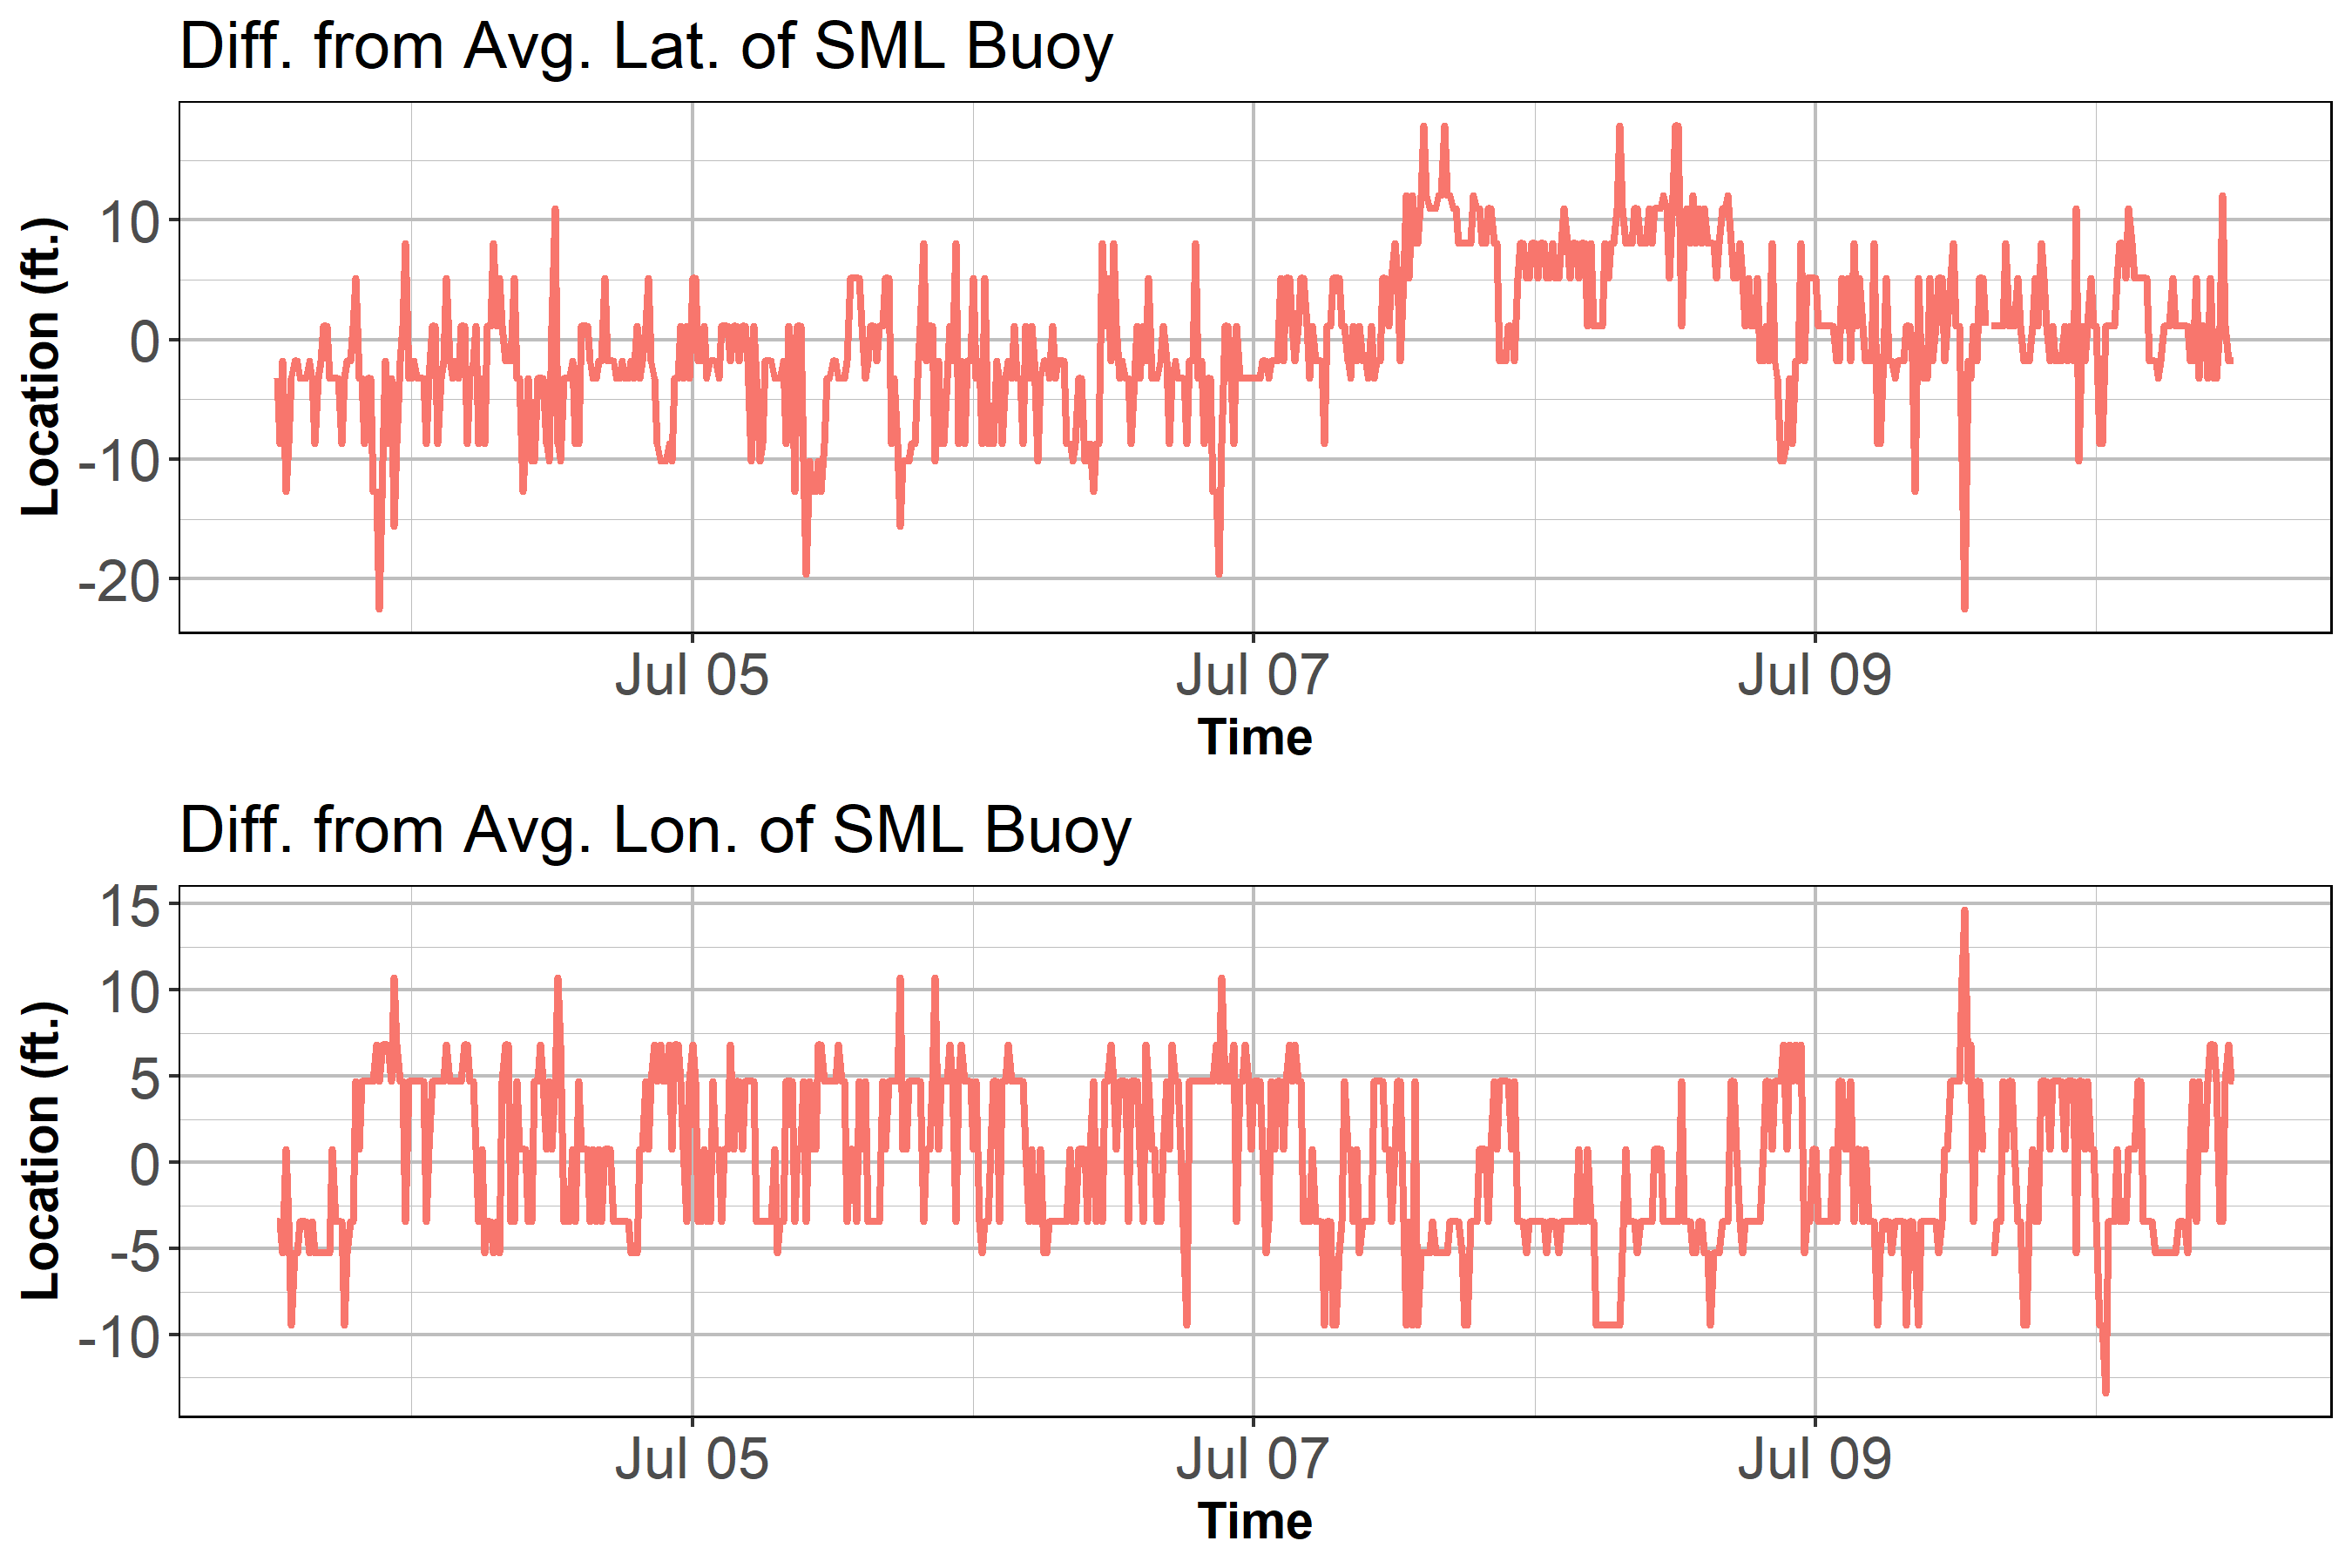 Diff. from Avg. Lat. of SML Buoy
Location (ft.)
10
0
-10
-20
Jul 05 Jul 07 Jul 09
Time
Diff. from Avg. Lon. of SML Buoy
Location (ft.)
15
10
5
0
-5
-10
Jul 05 Jul 07 Jul 09
Time